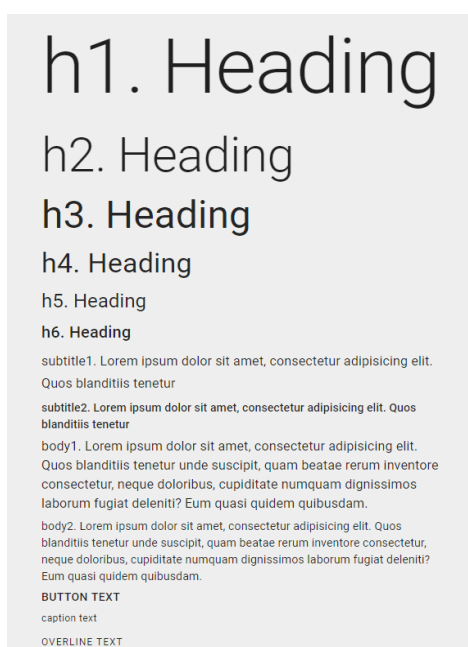 h1. Heading
h2. Heading
h3. Heading
h4. Heading
h5. Heading
h6. Heading
subtitle1. Lorem ipsum dolor sit amet, consectetur adipisicing elit.
Quos blanditiis tenetur
subtitle2. Lorem ipsum dolor sit amet, consectetur adipisicing elit. Quos
blanditiis tenetur
body1. Lorem ipsum dolor sit amet, consectetur adipisicing elit.
Quos blanditiis tenetur unde suscipit, quam beatae rerum inventore
consectetur, neque doloribus, cupiditate numquam dignissimos
laborum fugiat deleniti? Eum quasi quidem quibusdam.
body2. Lorem ipsum dolor sit amet, consectetur adipisicing elit. Quos
blanditiis tenetur unde suscipit, quam beatae rerum inventore consectetur,
neque doloribus, cupiditate numquam dignissimos laborum fugiat deleniti?
Eum quasi quidem quibusdam.
BUTTON TEXT
caption text
OVERLINE TEXT